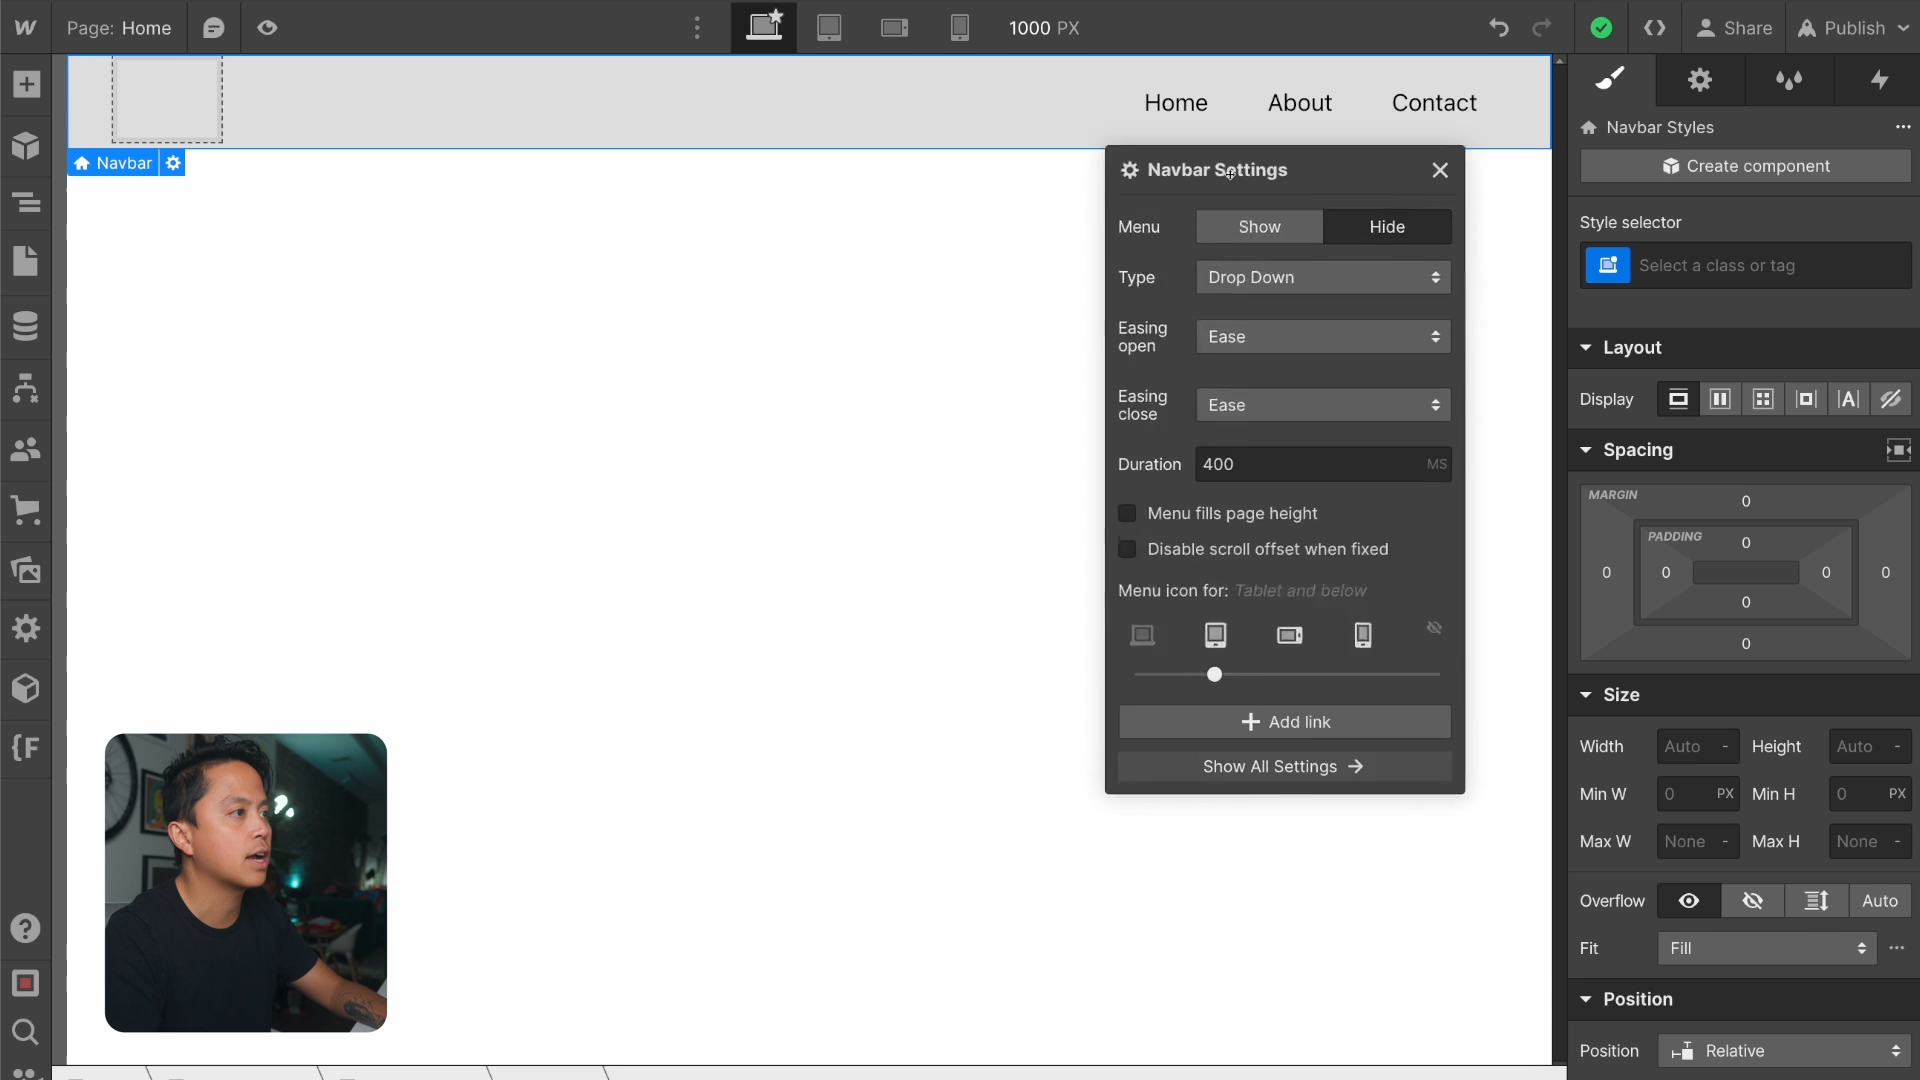 Page: Home
1000 PX
Share
Publish
Home
About
Contact
Navbar
Navbar Settings
Menu
Show
Hide
Type
Drop Down
Easing
open
Ease
Easing
close
Ease
Duration
400
MS
Menu fills page height
Disable scroll offset when fixed
Menu icon for: Tablet and below
Add link
Show All Settings
Navbar Styles
Create component
Style selector
Select a class or tag
Layout
Display
Spacing
MARGIN
0
PADDING
0
0
0
0
0
0
0
Size
Width
Auto
-
Height
Auto
-
Min W
0
PX
Min H
0
PX
Max W
None
-
Max H
None
-
Overflow
Auto
Fit
Fill
Position
Position
Relative